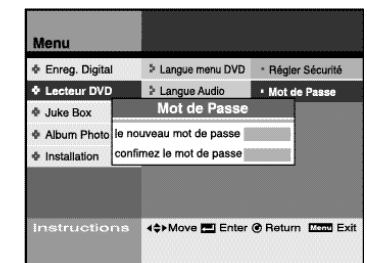 Menu
Enreg. Digital
Langue menu DVD
Régler Sécurité
Lecteur DVD
Langue Audio
Mot de Passe
Juke Box
Mot de Passe
Album Photo
le nouveau mot de passe
Installation
confimez le mot de passe
Instructions
Move Enter Return Menu Exit